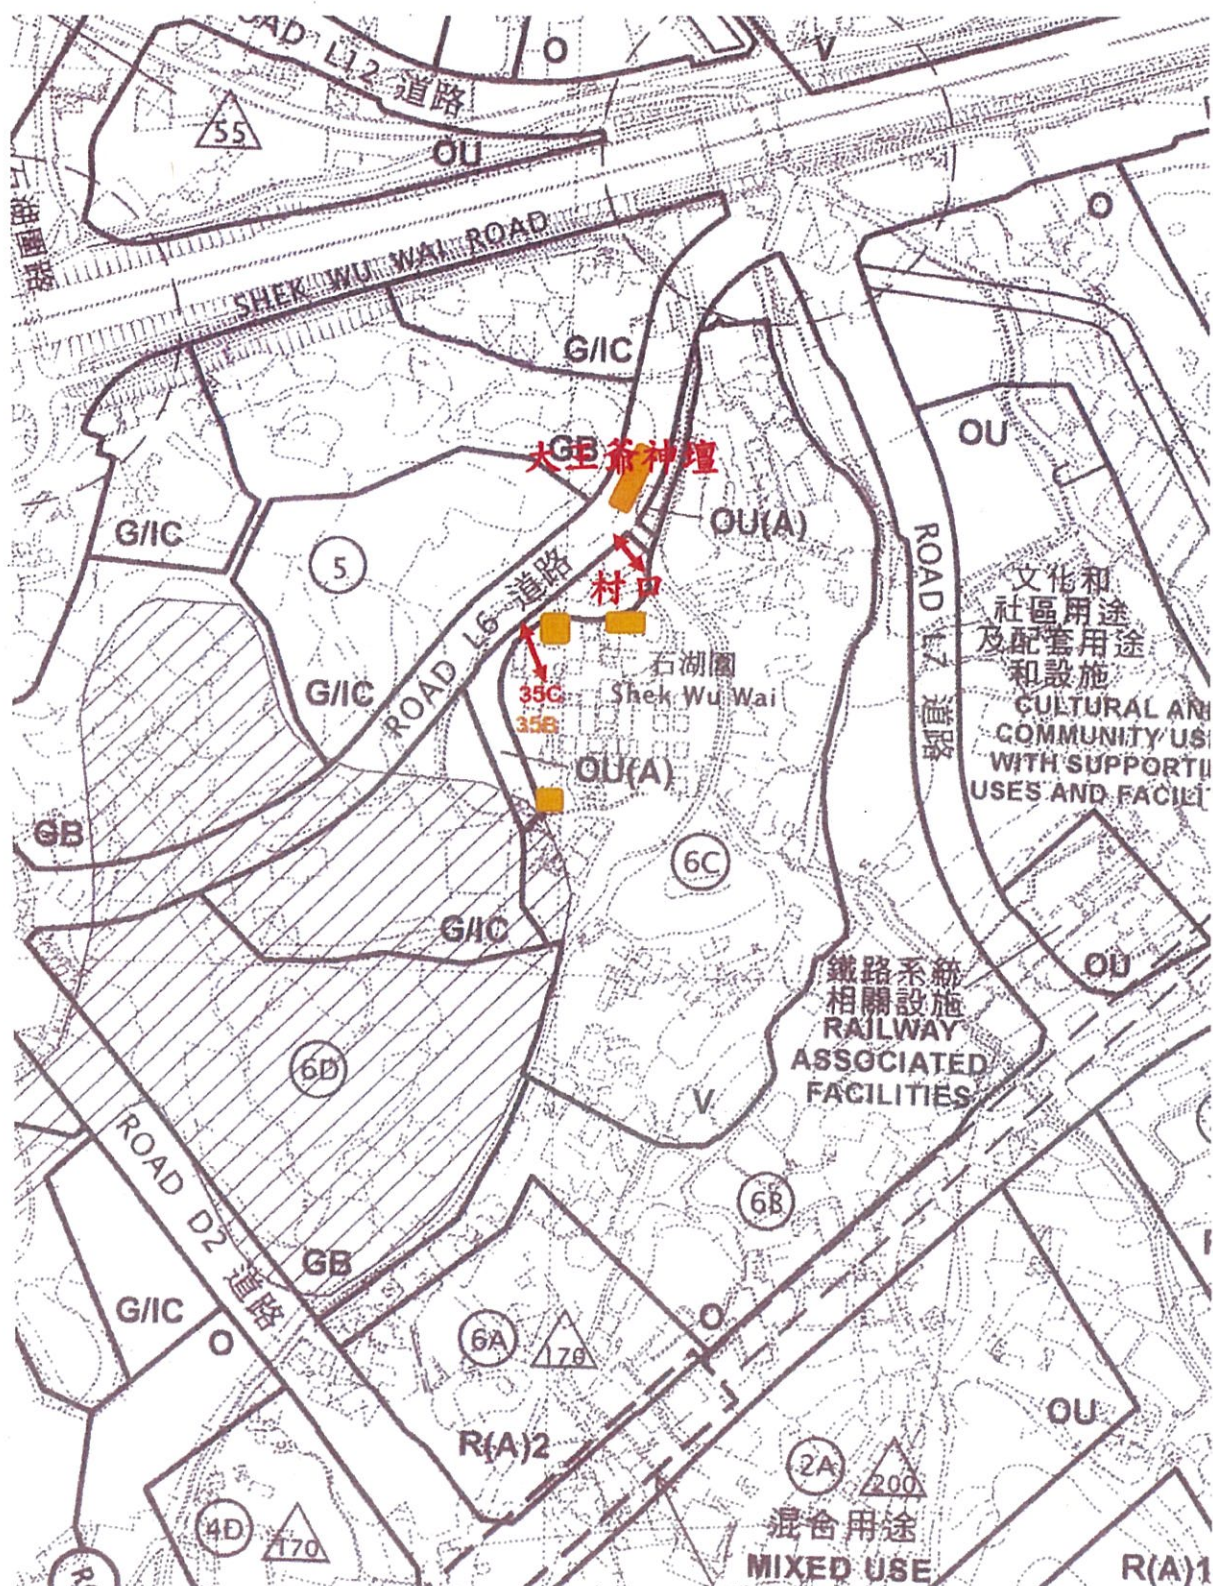 ROAD L12 道路
O
V
55
OU
SHEK WU WAI ROAD
O
G/IC
OU
GB
大王爺神壇
G/IC
OU(A)
5
村口
ROAD L6 道路
ROAD L7 道路
文化和
社區用途
及配套用途
和設施
石湖圍
Shek Wu Wai
G/IC
35C
35B
CULTURAL AN
COMMUNITY US
WITH SUPPORTI
USES AND FACILIT
OU(A)
GB
6C
G/IC
OU
鐵路系統
相關設施
RAILWAY
ASSOCIATED
FACILITIES
6D
V
ROAD D2 道路
6B
GB
G/IC
O
6A
170
O
OU
R(A)2
2A
200
4D
170
混合用途
MIXED USE
R(A)1